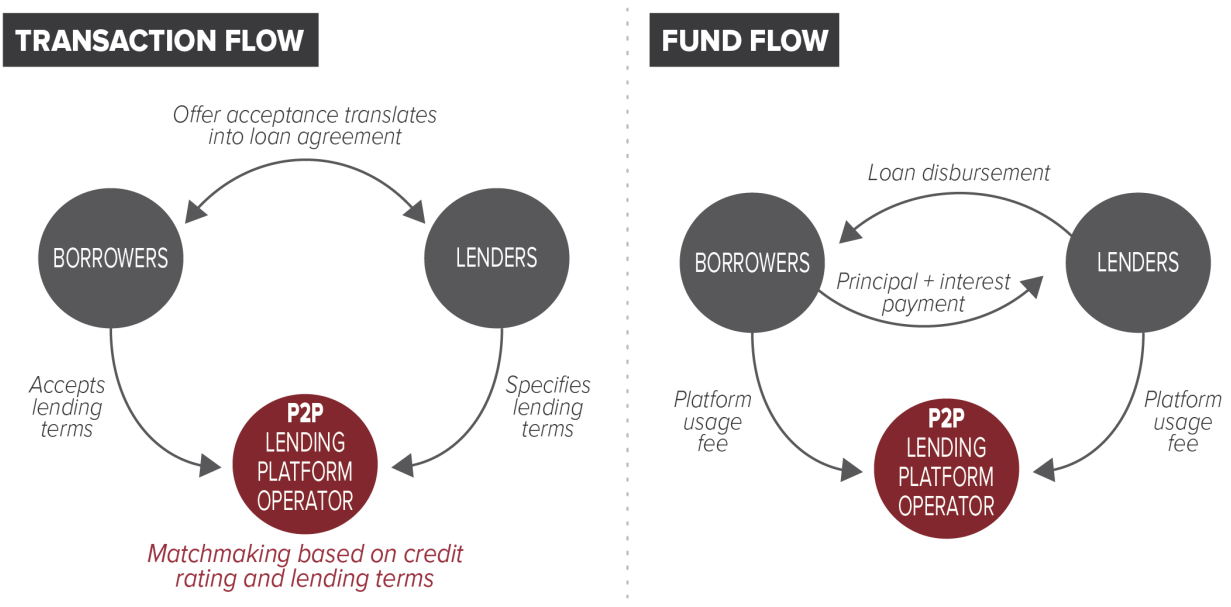 TRANSACTION FLOW
Offer acceptance translates
into loan agreement
BORROWERS
LENDERS
Accepts
lending
terms
Specifies
lending
terms
P2P
LENDING
PLATFORM
OPERATOR
Matchmaking based on credit
rating and lending terms
FUND FLOW
Loan disbursement
BORROWERS
LENDERS
Principal + interest
payment
Platform
usage
fee
Platform
usage
fee
P2P
LENDING
PLATFORM
OPERATOR